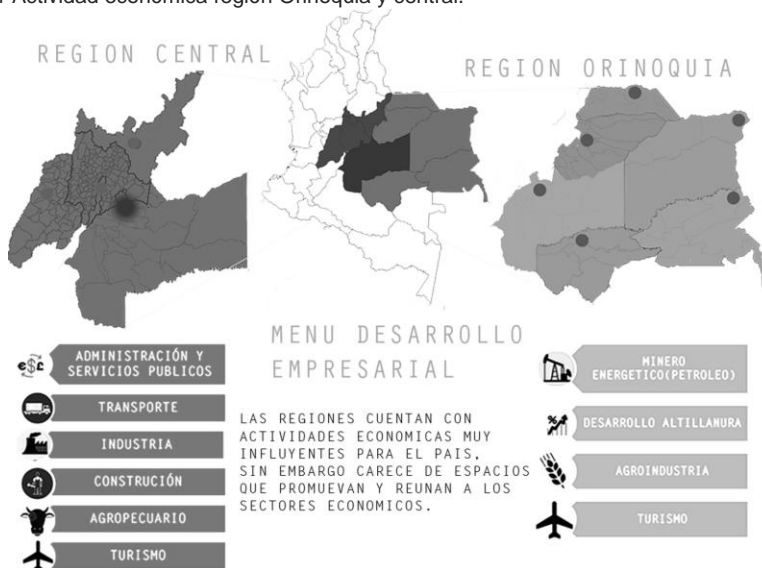 Actividad económica región Orinoquia y central.
REGION CENTRAL
REGION ORINOQUIA
ADMINISTRACIÓN Y
SERVICIOS PUBLICOS
TRANSPORTE
INDUSTRIA
CONSTRUCIÓN
AGROPECUARIO
TURISMO
MENU DESARROLLO
EMPRESARIAL
LAS REGIONES CUENTAN CON
ACTIVIDADES ECONOMICAS MUY
INFLUYENTES PARA EL PAIS,
SIN EMBARGO CARECE DE ESPACIOS
QUE PROMUEVAN Y REUNAN A LOS
SECTORES ECONOMICOS.
MINERO
ENERGETICO(PETROLEO)
DESARROLLO ALTILLANURA
AGROINDUSTRIA
TURISMO